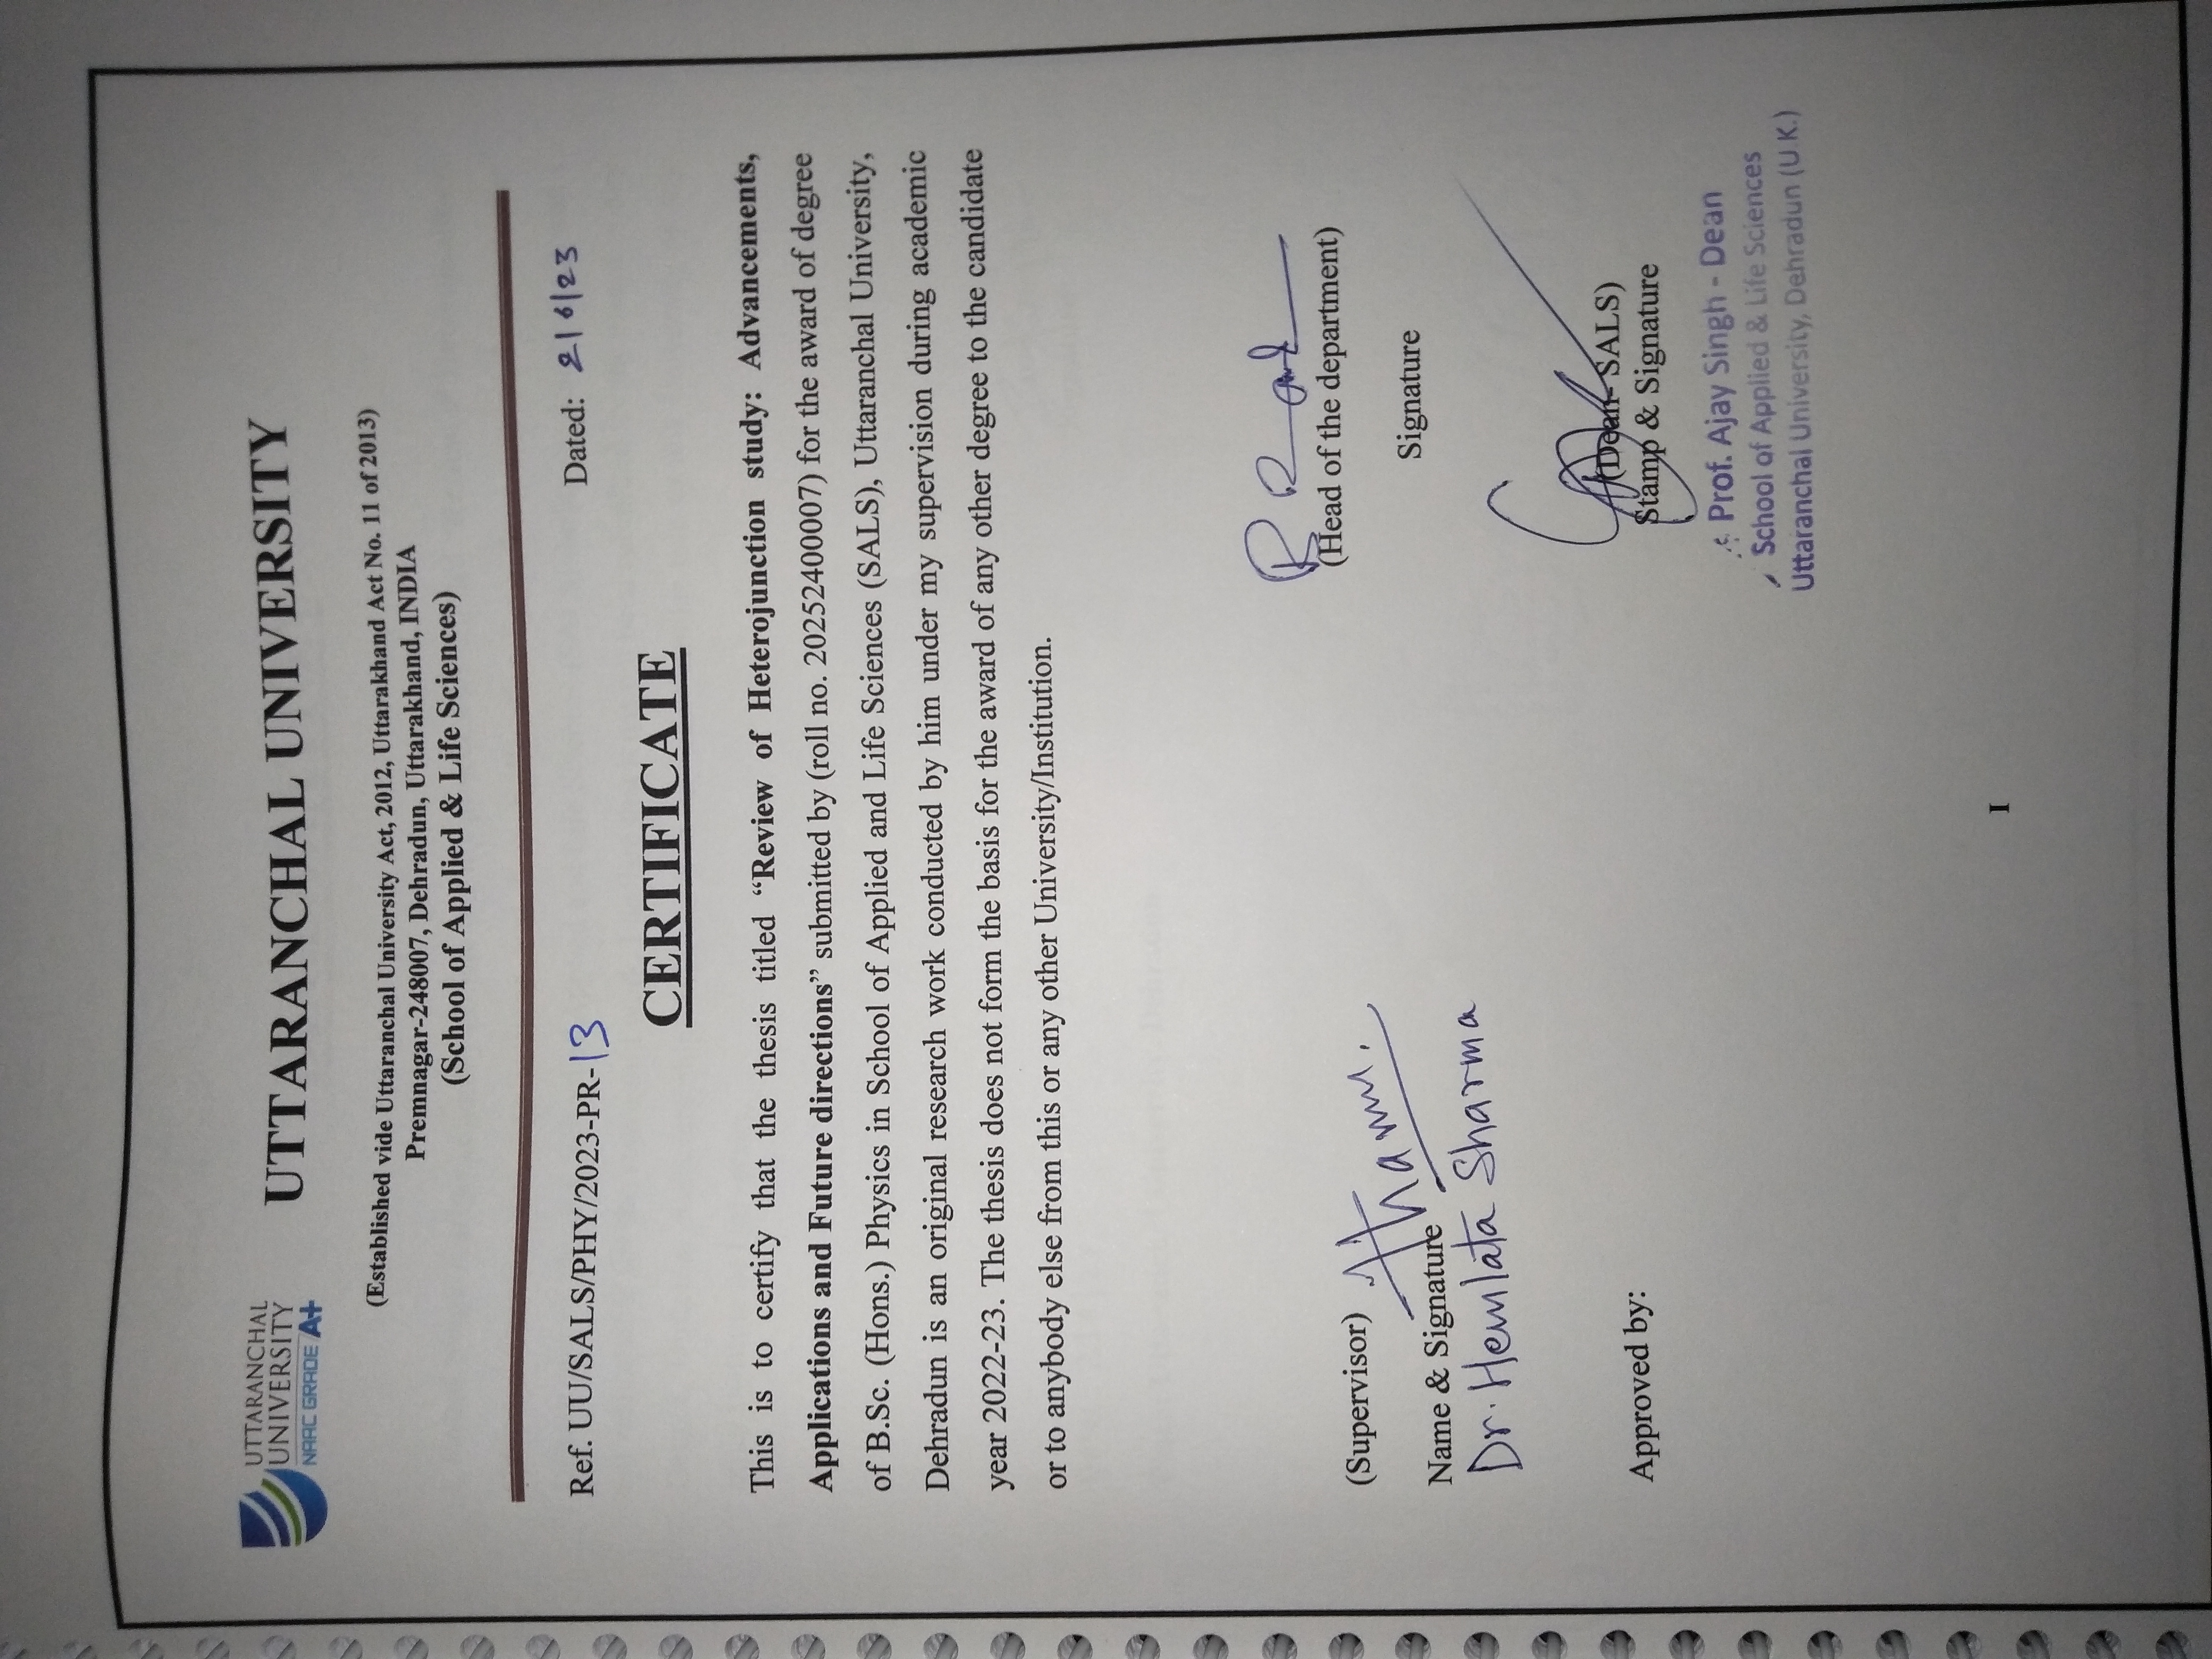 UTTARANCHAL
UNIVERSITY
NAAC GRADE A+
UTTARANCHAL UNIVERSITY
(Established vide Uttaranchal University Act, 2012, Uttarakhand Act No. 11 of 2013)
Premnagar-248007, Dehradun, Uttarakhand, INDIA
(School of Applied & Life Sciences)
Ref. UU/SALS/PHY/2023-PR-13
Dated: 2/6/23
CERTIFICATE
This is to certify that the thesis titled “Review of Heterojunction study: Advancements,
Applications and Future directions” submitted by (roll no. 20252400007) for the award of degree
of B.Sc. (Hons.) Physics in School of Applied and Life Sciences (SALS), Uttaranchal University,
Dehradun is an original research work conducted by him under my supervision during academic
year 2022-23. The thesis does not form the basis for the award of any other degree to the candidate
or to anybody else from this or any other University/Institution.
(Head of the department)
Signature
(Supervisor)
Name & Signature
Dr. Hemlata Sharma
(Dean- SALS)
Stamp & Signature
Approved by:
Prof. Ajay Singh - Dean
School of Applied & Life Sciences
Uttaranchal University, Dehradun (U.K.)
I